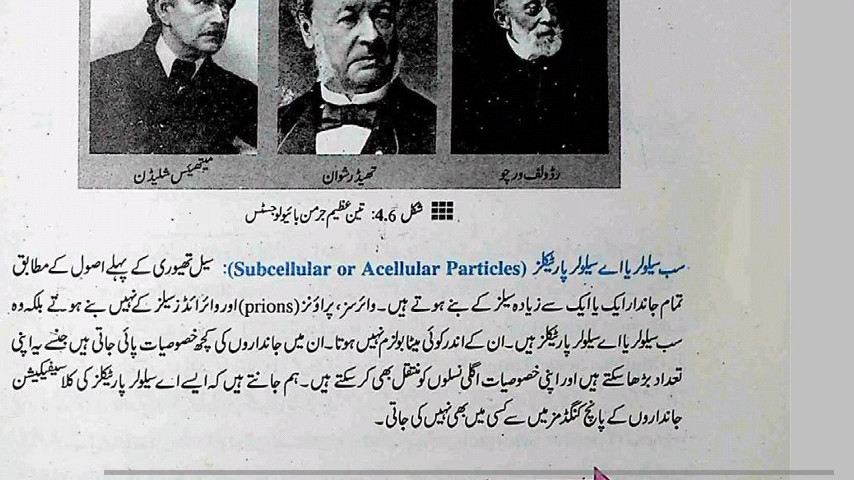 میتھیئس شلیڈن
تھیڈر شوان
رڈولف ورچو
شکل 4.6: تین عظیم جرمن بائیولوجسٹس
سب سیلولر یا اے سیلولر پارٹیکلز (Subcellular or Acellular Particles): سیل تھیوری کے پہلے اصول کے مطابق
تمام جاندار ایک یا ایک سے زیادہ سیلز کے بنے ہوتے ہیں۔ وائرسز، پراؤنز (prions) اور وائرائڈز سیلز کے نہیں بنے ہوتے بلکہ وہ
سب سیلولر یا اے سیلولر پارٹیکلز ہیں۔ ان کے اندر کوئی میٹابولزم نہیں ہوتا۔ ان میں جانداروں کی کچھ خصوصیات پائی جاتی ہیں جیسے یہ اپنی
تعداد بڑھا سکتے ہیں اور اپنی خصوصیات اگلی نسلوں کو منتقل بھی کر سکتے ہیں۔ ہم جانتے ہیں کہ ایسے اے سیلولر پارٹیکلز کی کلاسیفیکیشن
جانداروں کے پانچ کنگڈمز میں سے کسی میں بھی نہیں کی جاتی۔